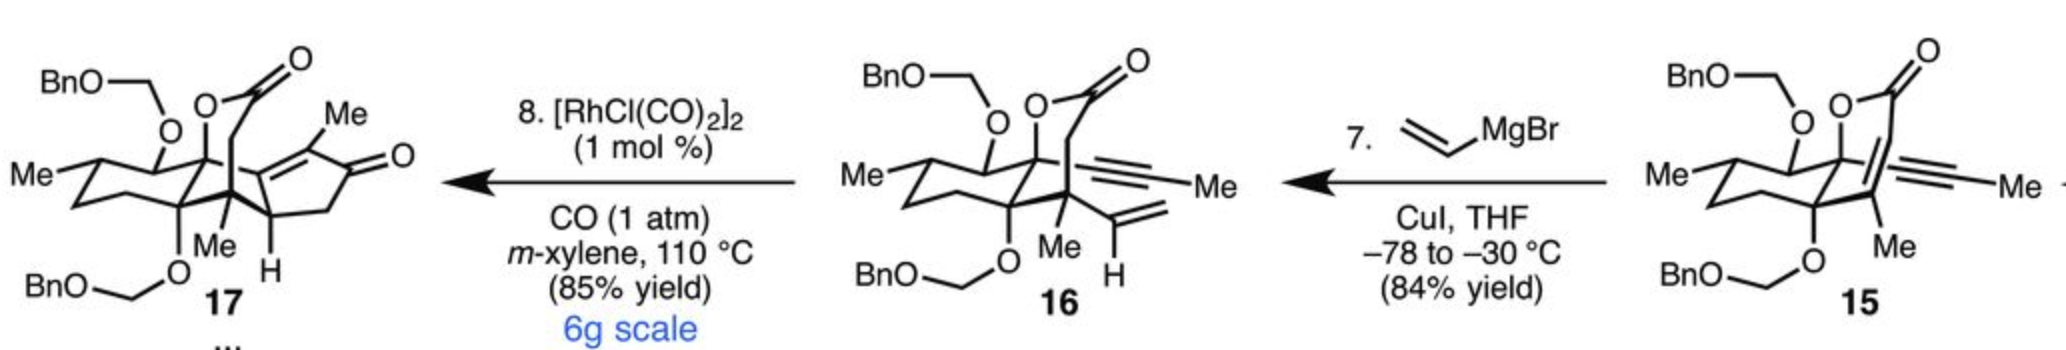 BnO
O
O
O
Me
Me
O
Me
H
O
BnO
17
...
8. [RhCl(CO)2]2
(1 mol %)
CO (1 atm)
m-xylene, 110 °C
(85% yield)
6g scale
BnO
O
O
O
Me
Me
Me
H
O
BnO
16
7.
MgBr
CuI, THF
–78 to –30 °C
(84% yield)
BnO
O
O
O
Me
Me
Me
O
BnO
15